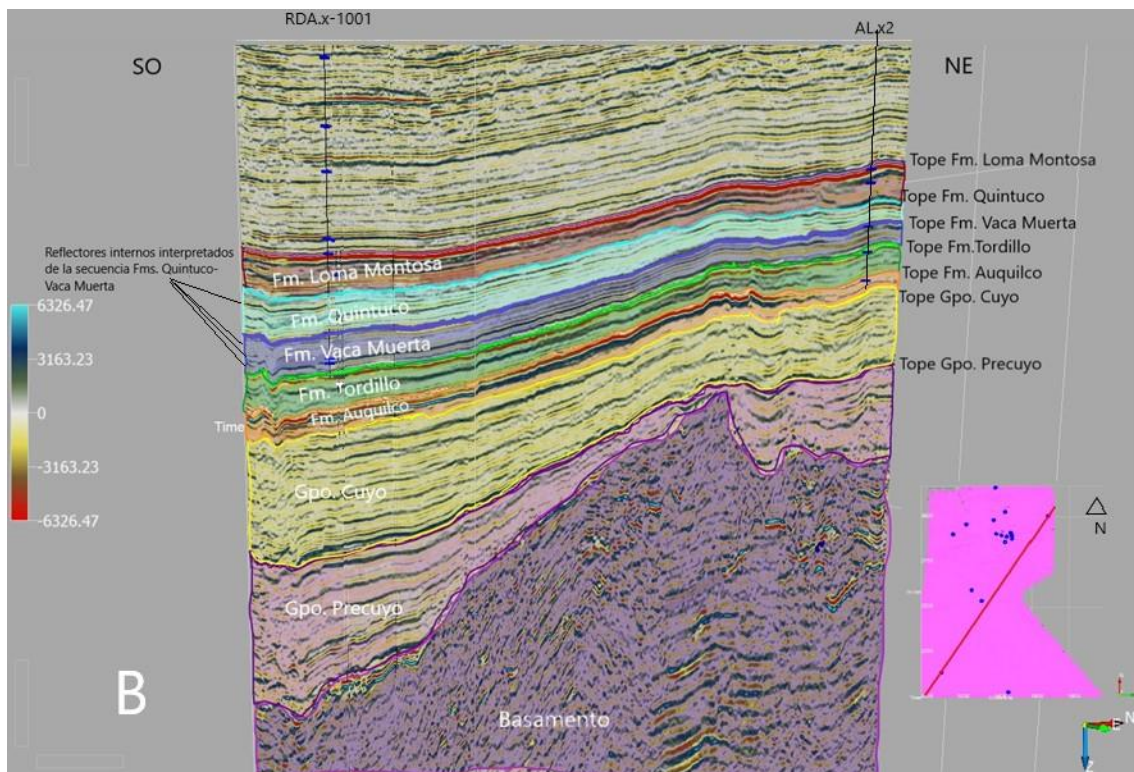 RDA.x-1001
AL.x2
SO
NE
Tope Fm. Loma Montosa
Tope Fm. Quintuco
Tope Fm. Vaca Muerta
Tope Fm.Tordillo
Tope Fm. Auquilco
Tope Gpo. Cuyo
Tope Gpo. Precuyo
Reflectores internos interpretados
de la secuencia Fms. Quintuco-
Vaca Muerta
6326.47
3163.23
0
-3163.23
-6326.47
Time
Fm. Loma Montosa
Fm. Quintuco
Fm. Vaca Muerta
Fm. Tordillo
Fm. Auquilco
Gpo. Cuyo
Gpo. Precuyo
Basamento
B
N
N
E
Z